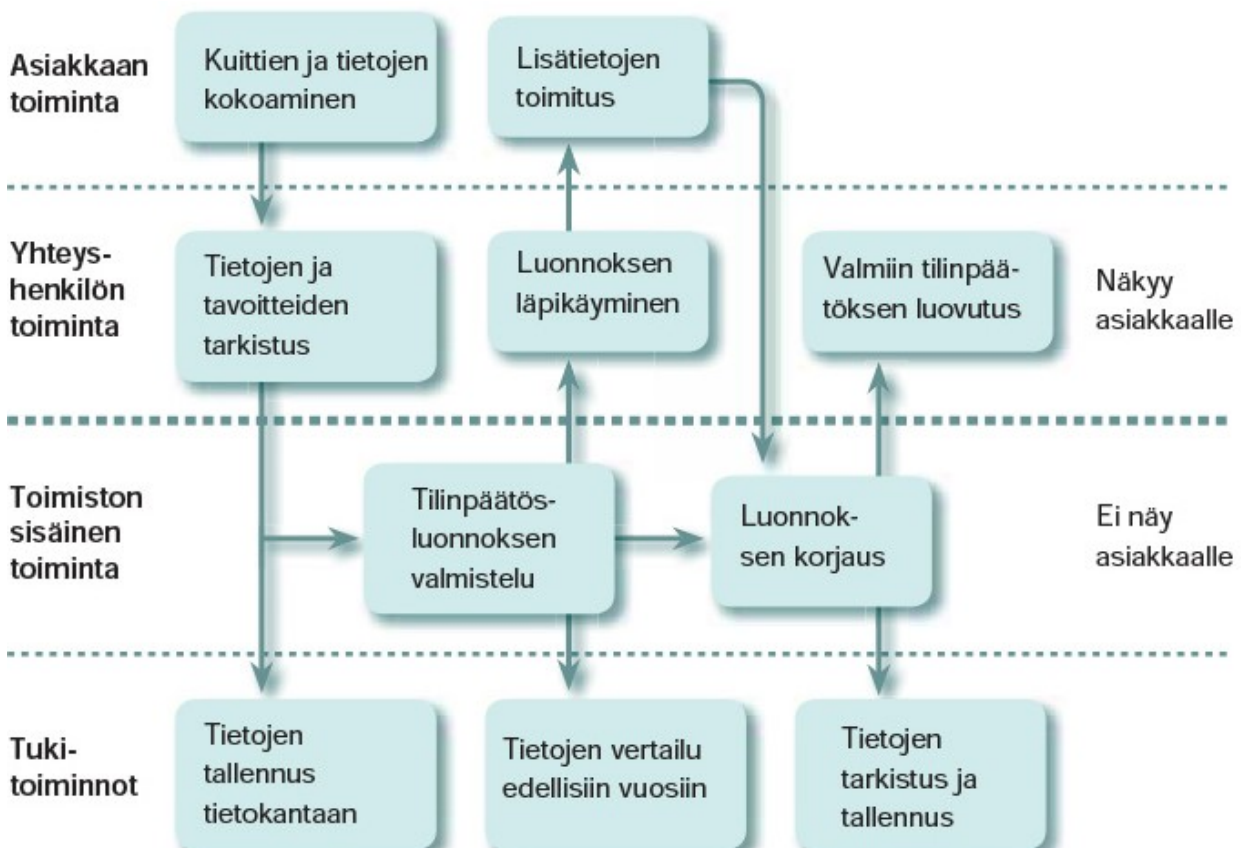 Asiakkaan
toiminta
Kuittien ja tietojen
kokoaminen
Lisätietojen
toimitus
Yhteys-
henkilön
toiminta
Tietojen ja
tavoitteiden
tarkistus
Luonnoksen
läpikäyminen
Valmiin tilinpää-
töksen luovutus
Näkyy
asiakkaalle
Toimiston
sisäinen
toiminta
Tilinpäätös-
luonnoksen
valmistelu
Luonnok-
sen korjaus
Ei näy
asiakkaalle
Tuki-
toiminnot
Tietojen
tallennus
tietokantaan
Tietojen vertailu
edellisiin vuosiin
Tietojen
tarkistus ja
tallennus